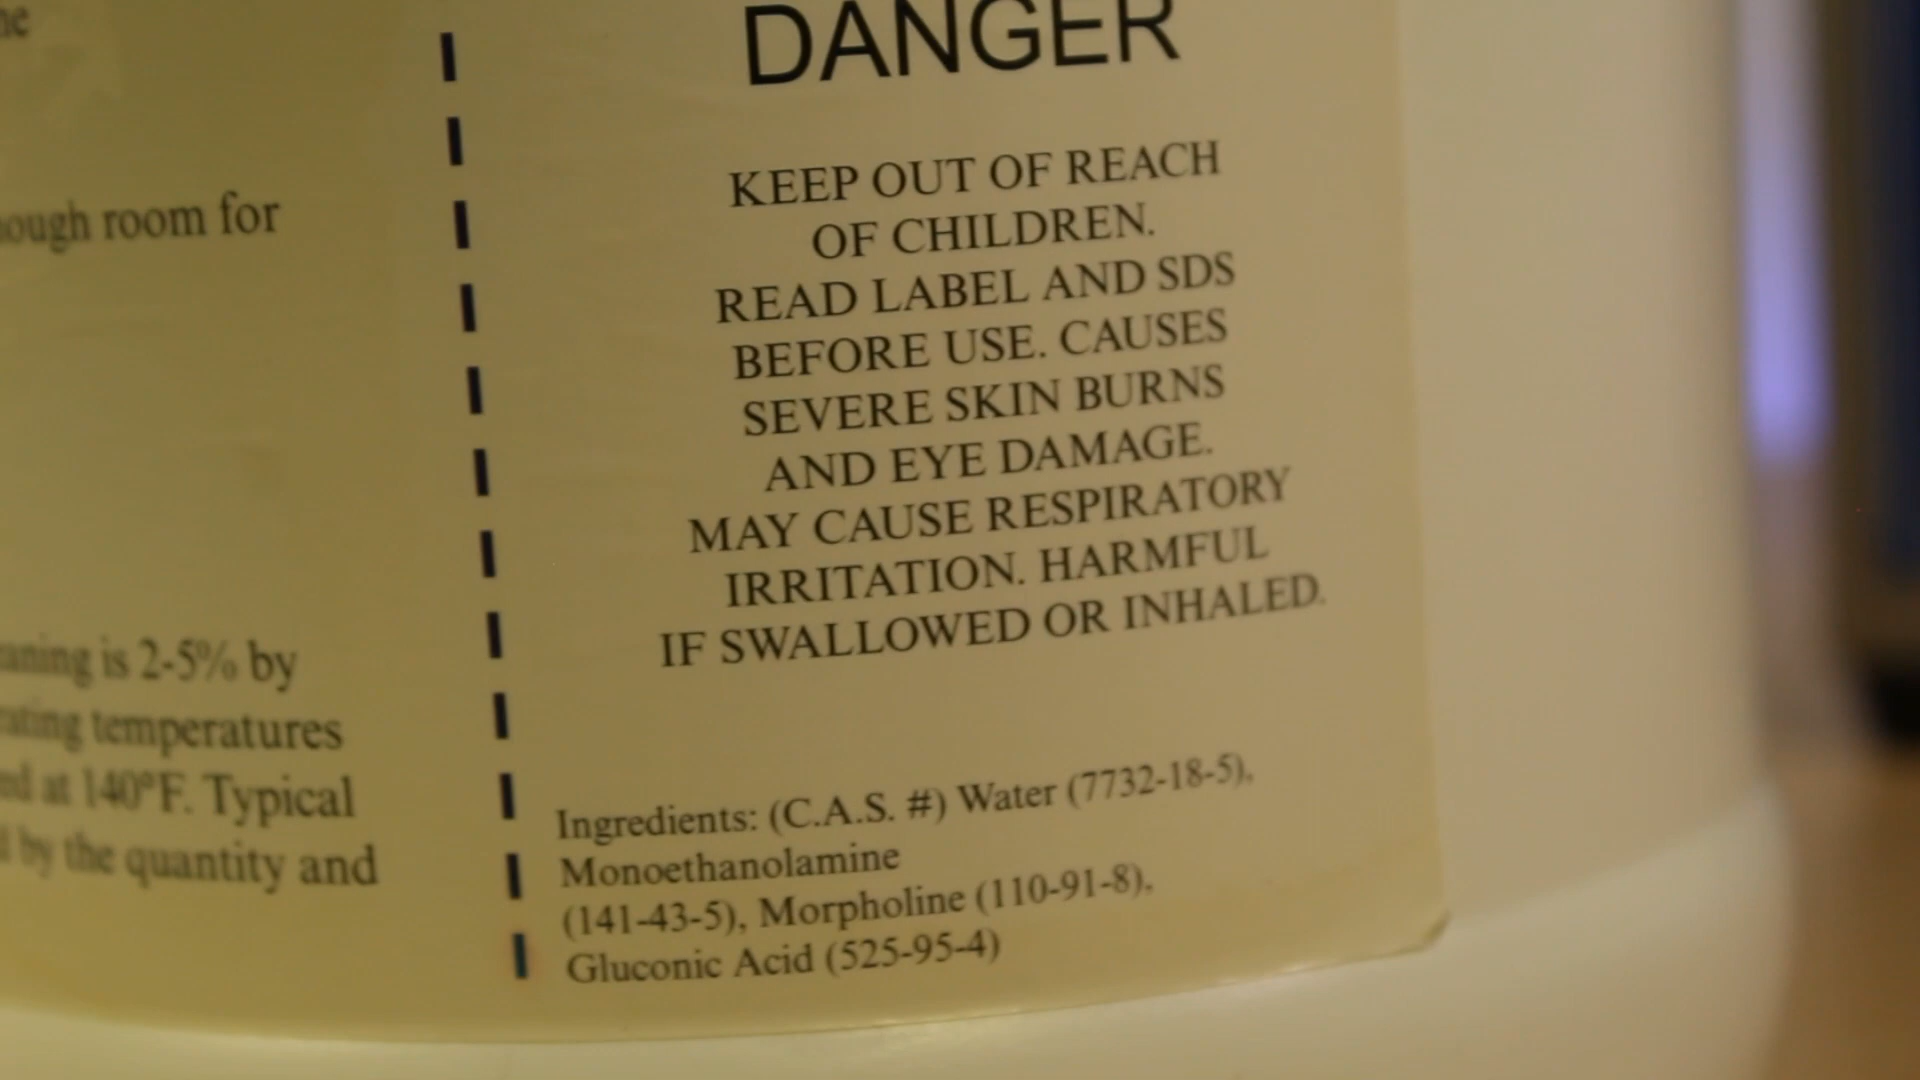 room for
is 2-5% by
temperatures
at 140°F. Typical
by the quantity and
DANGER
KEEP OUT OF REACH
OF CHILDREN.
READ LABEL AND SDS
BEFORE USE. CAUSES
SEVERE SKIN BURNS
AND EYE DAMAGE.
MAY CAUSE RESPIRATORY
IRRITATION. HARMFUL
IF SWALLOWED OR INHALED.
Ingredients: (C.A.S. #) Water (7732-18-5),
Monoethanolamine
(141-43-5), Morpholine (110-91-8),
Gluconic Acid (525-95-4)